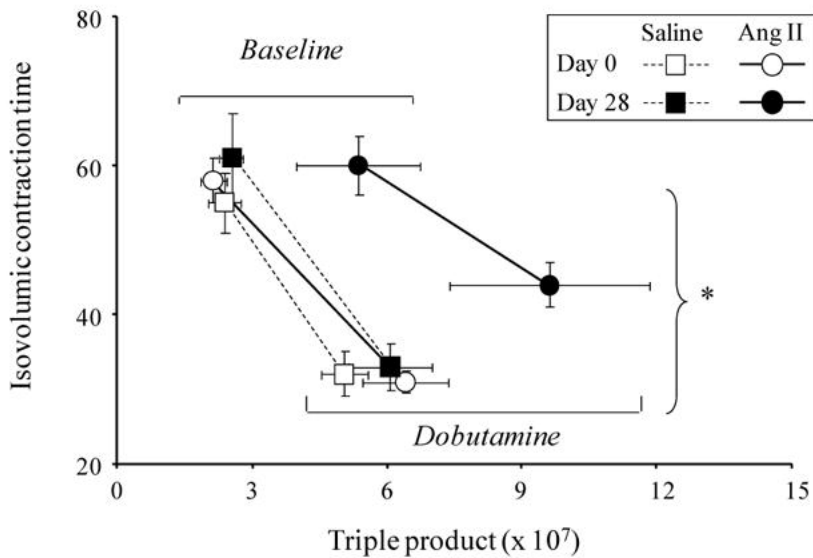 80
60
40
20
Isovolumic contraction time
Baseline
Saline Ang II
Day 0
Day 28
*
Dobutamine
0 3 6 9 12 15
Triple product (x 10⁷)